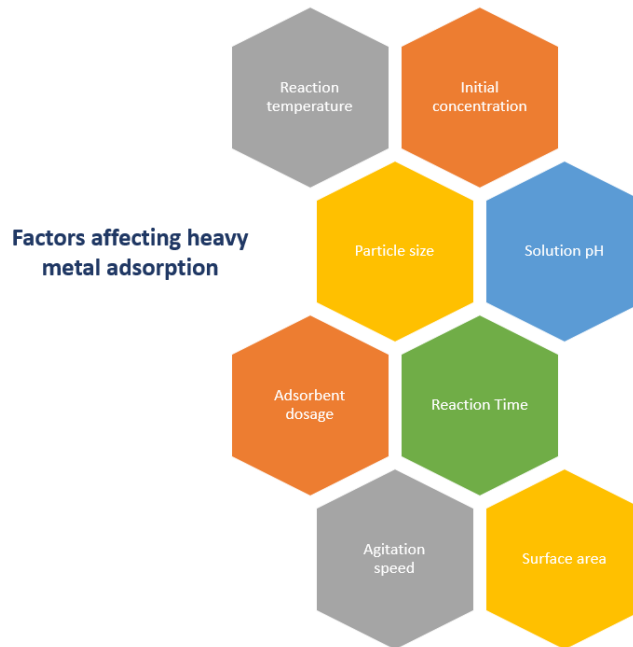 Reaction
temperature
Initial
concentration
Factors affecting heavy
metal adsorption
Particle size
Solution pH
Adsorbent
dosage
Reaction Time
Agitation
speed
Surface area